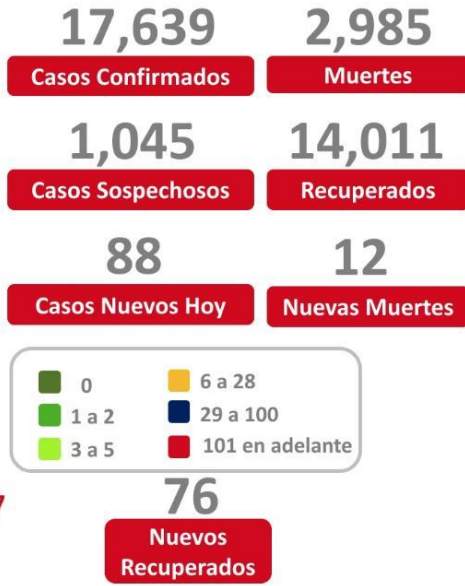 17,639 2,985
Casos Confirmados Muertes
1,045 14,011
Casos Sospechosos Recuperados
88 12
Casos Nuevos Hoy Nuevas Muertes
0 6 a 28
1 a 2 29 a 100
3 a 5 101 en adelante
76
Nuevos
Recuperados